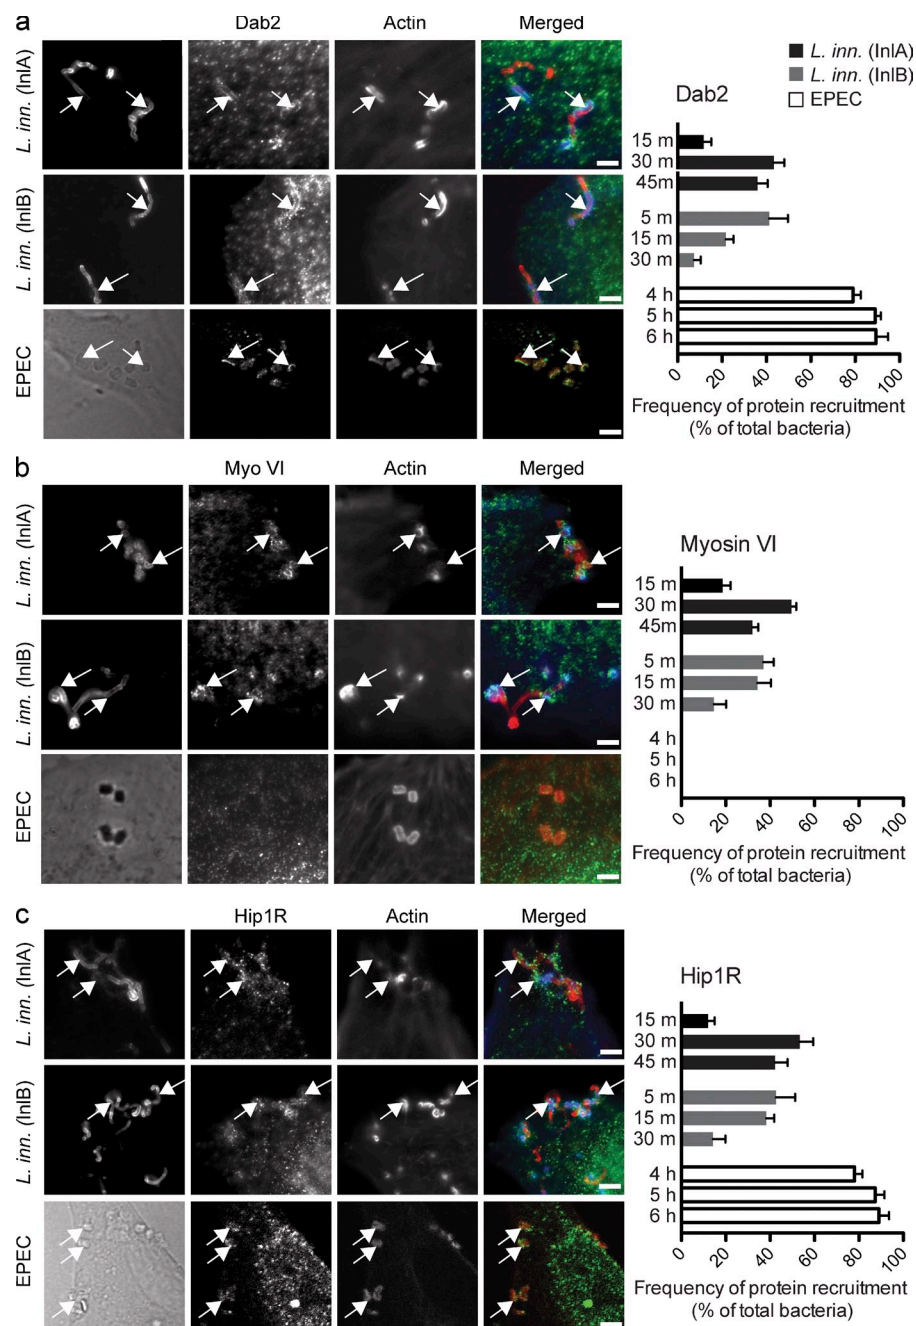 a
Dab2 Actin Merged
L. inn. (InlA)
L. inn. (InlB)
EPEC
L. inn. (InlA)
L. inn. (InlB)
EPEC
Dab2
15 m
30 m
45m
5 m
15 m
30 m
4 h
5 h
6 h
0 20 40 60 80 100
Frequency of protein recruitment
(% of total bacteria)
b
Myo VI Actin Merged
L. inn. (InlA)
L. inn. (InlB)
EPEC
Myosin VI
15 m
30 m
45m
5 m
15 m
30 m
4 h
5 h
6 h
0 20 40 60 80 100
Frequency of protein recruitment
(% of total bacteria)
c
Hip1R Actin Merged
L. inn. (InlA)
L. inn. (InlB)
EPEC
Hip1R
15 m
30 m
45 m
5 m
15 m
30 m
4 h
5 h
6 h
0 20 40 60 80 100
Frequency of protein recruitment
(% of total bacteria)